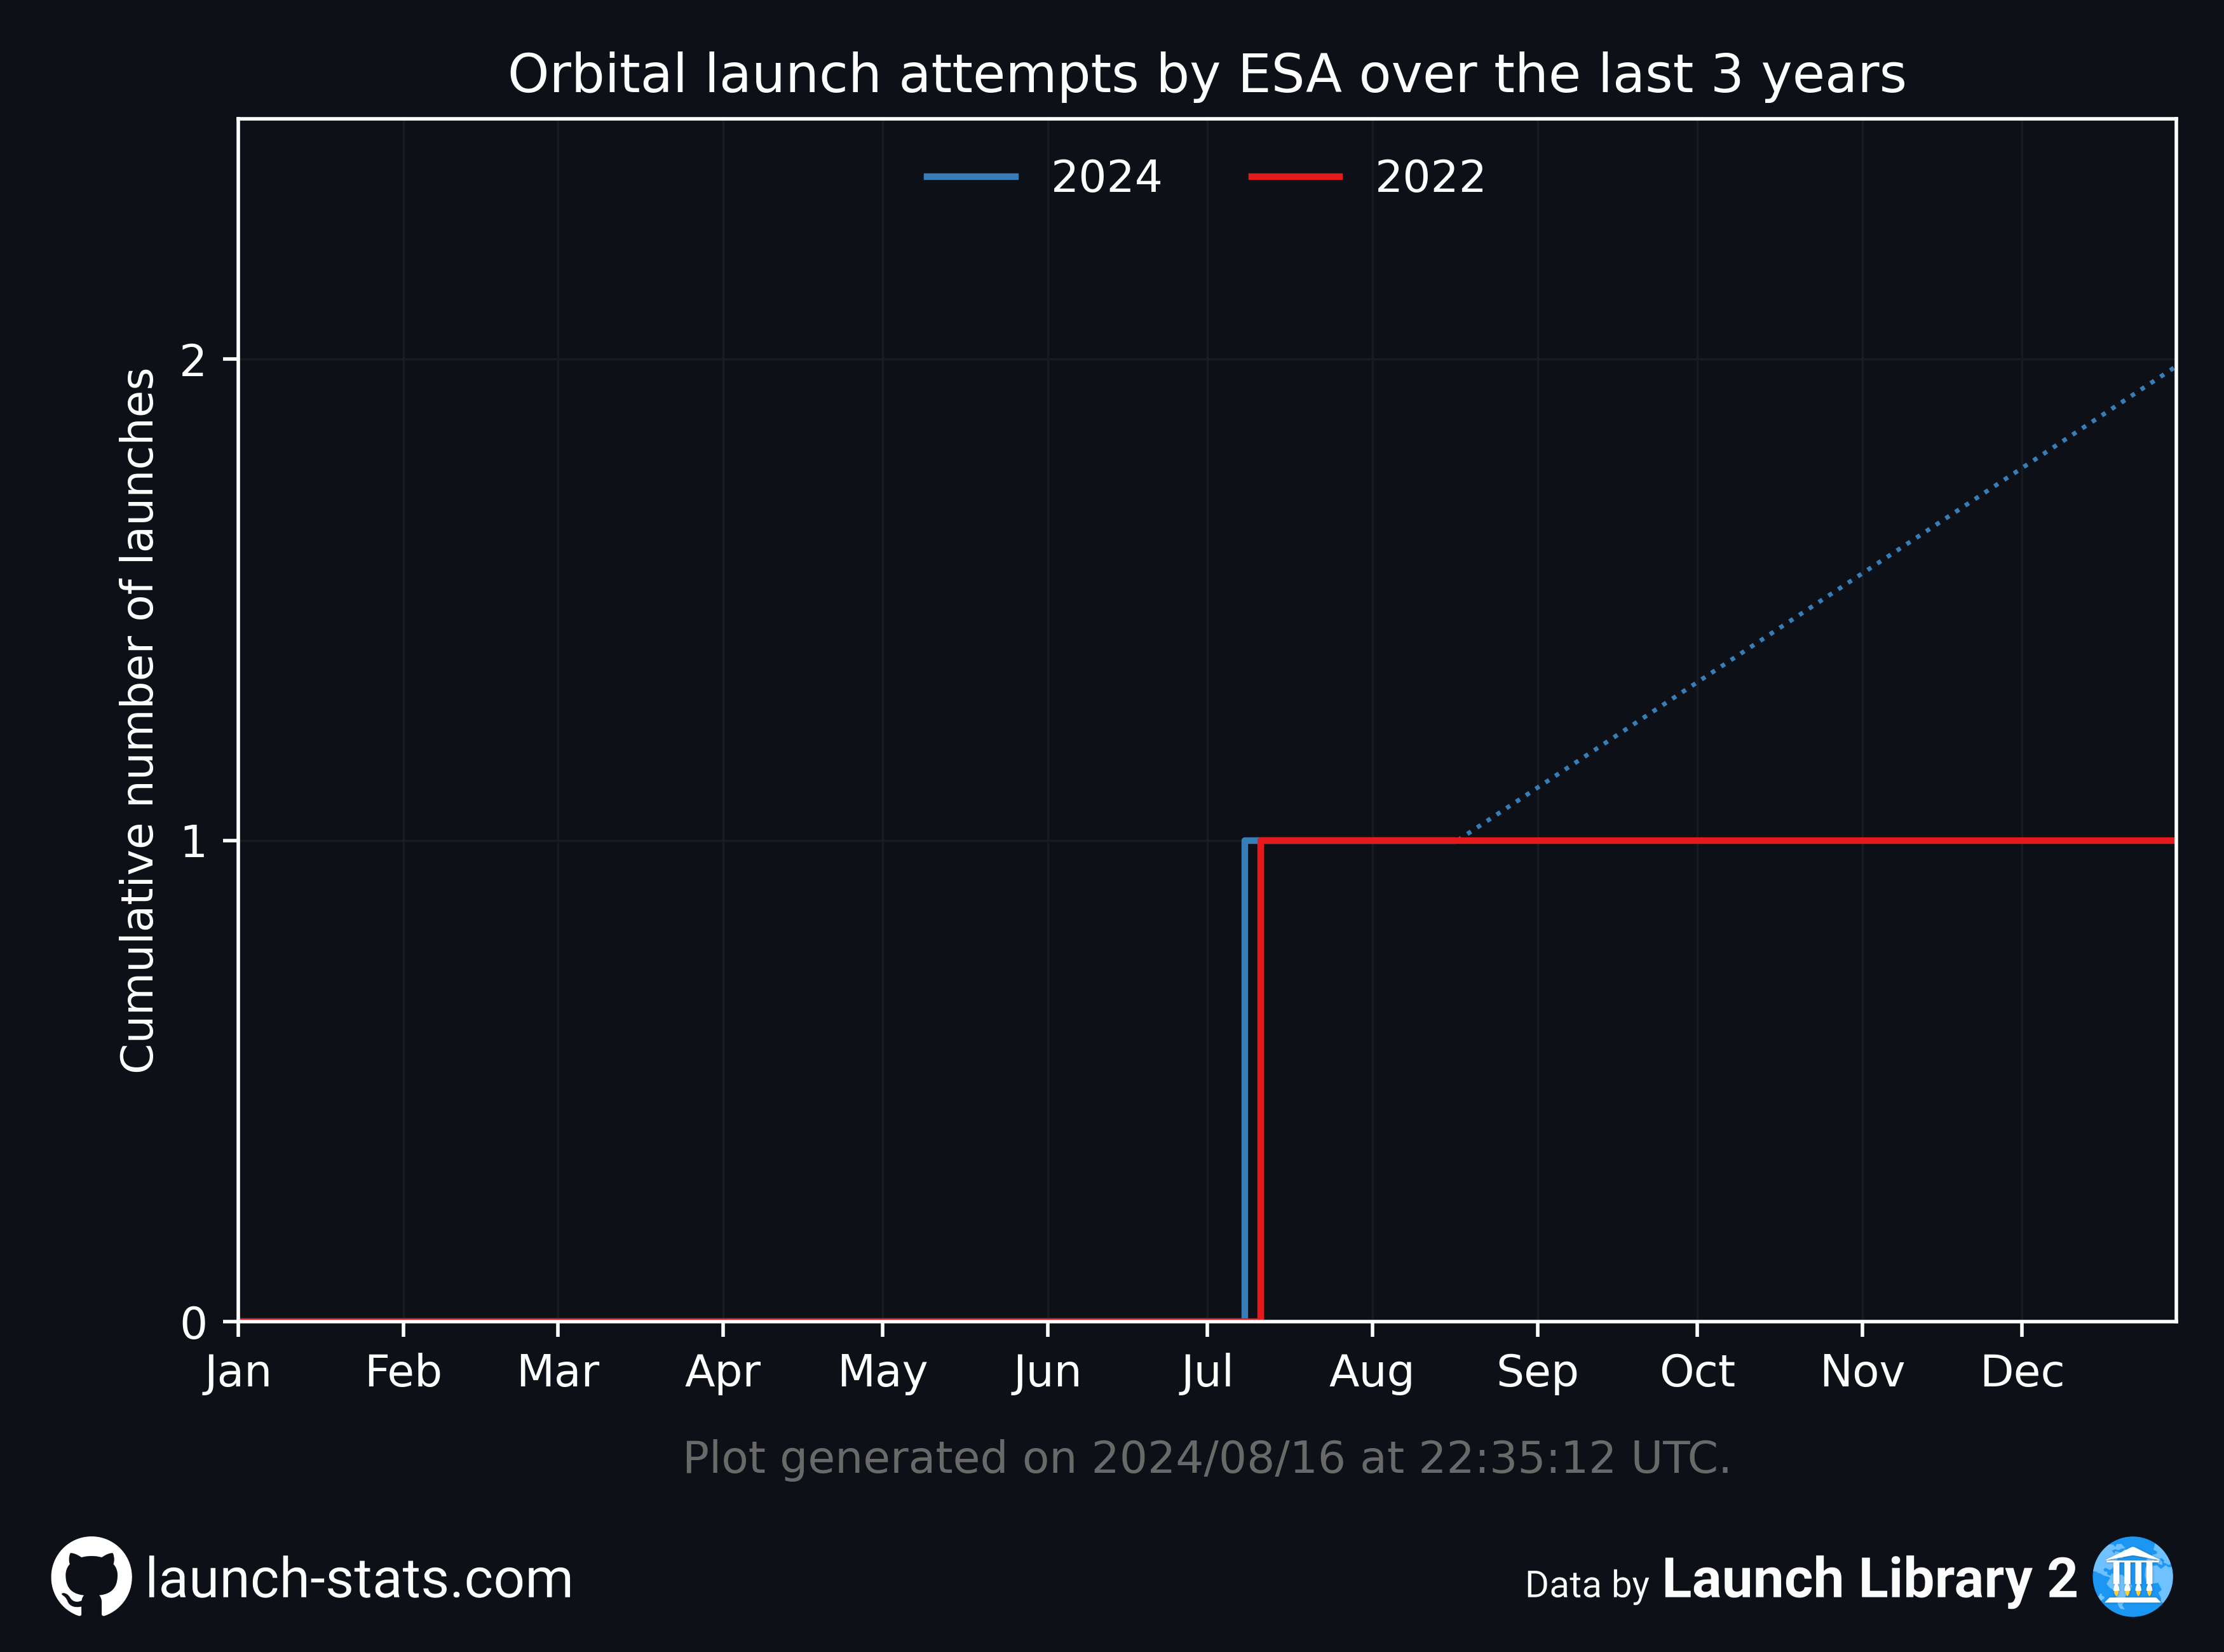 Orbital launch attempts by ESA over the last 3 years
2024 2022
Cumulative number of launches
2
1
0
Jan Feb Mar Apr May Jun Jul Aug Sep Oct Nov Dec
Plot generated on 2024/08/16 at 22:35:12 UTC.
launch-stats.com
Data by Launch Library 2